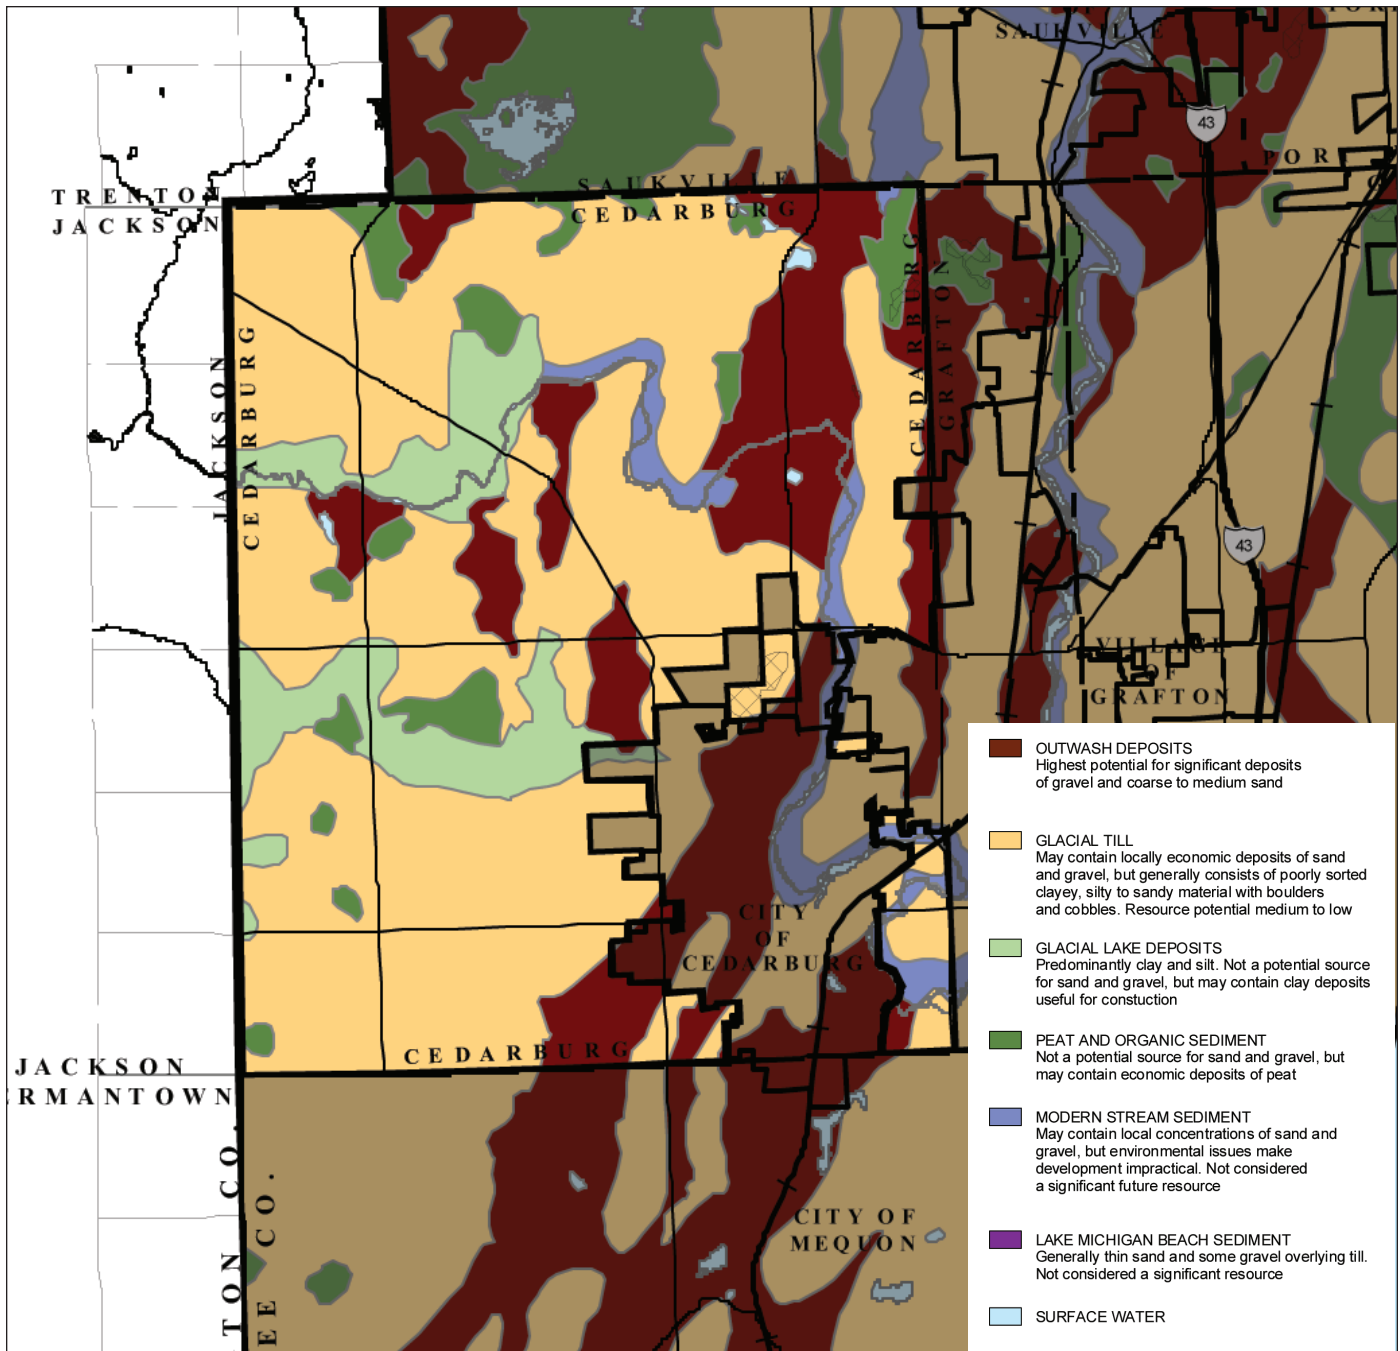 SAUKVILLE
43
PORT
TRENTON
JACKSON
SAUKVILLE
CEDARBURG
CEDARBURG
GRAFTON
JACKSON
CEDARBURG
43
VILLAGE
OF
GRAFTON
CITY
OF
CEDARBURG
CEDARBURG
JACKSON
ERMANTOWN
TON CO.
EE CO.
CITY OF
MEQUON
OUTWASH DEPOSITS
Highest potential for significant deposits
of gravel and coarse to medium sand
GLACIAL TILL
May contain locally economic deposits of sand
and gravel, but generally consists of poorly sorted
clayey, silty to sandy material with boulders
and cobbles. Resource potential medium to low
GLACIAL LAKE DEPOSITS
Predominantly clay and silt. Not a potential source
for sand and gravel, but may contain clay deposits
useful for constuction
PEAT AND ORGANIC SEDIMENT
Not a potential source for sand and gravel, but
may contain economic deposits of peat
MODERN STREAM SEDIMENT
May contain local concentrations of sand and
gravel, but environmental issues make
development impractical. Not considered
a significant future resource
LAKE MICHIGAN BEACH SEDIMENT
Generally thin sand and some gravel overlying till.
Not considered a significant resource
SURFACE WATER